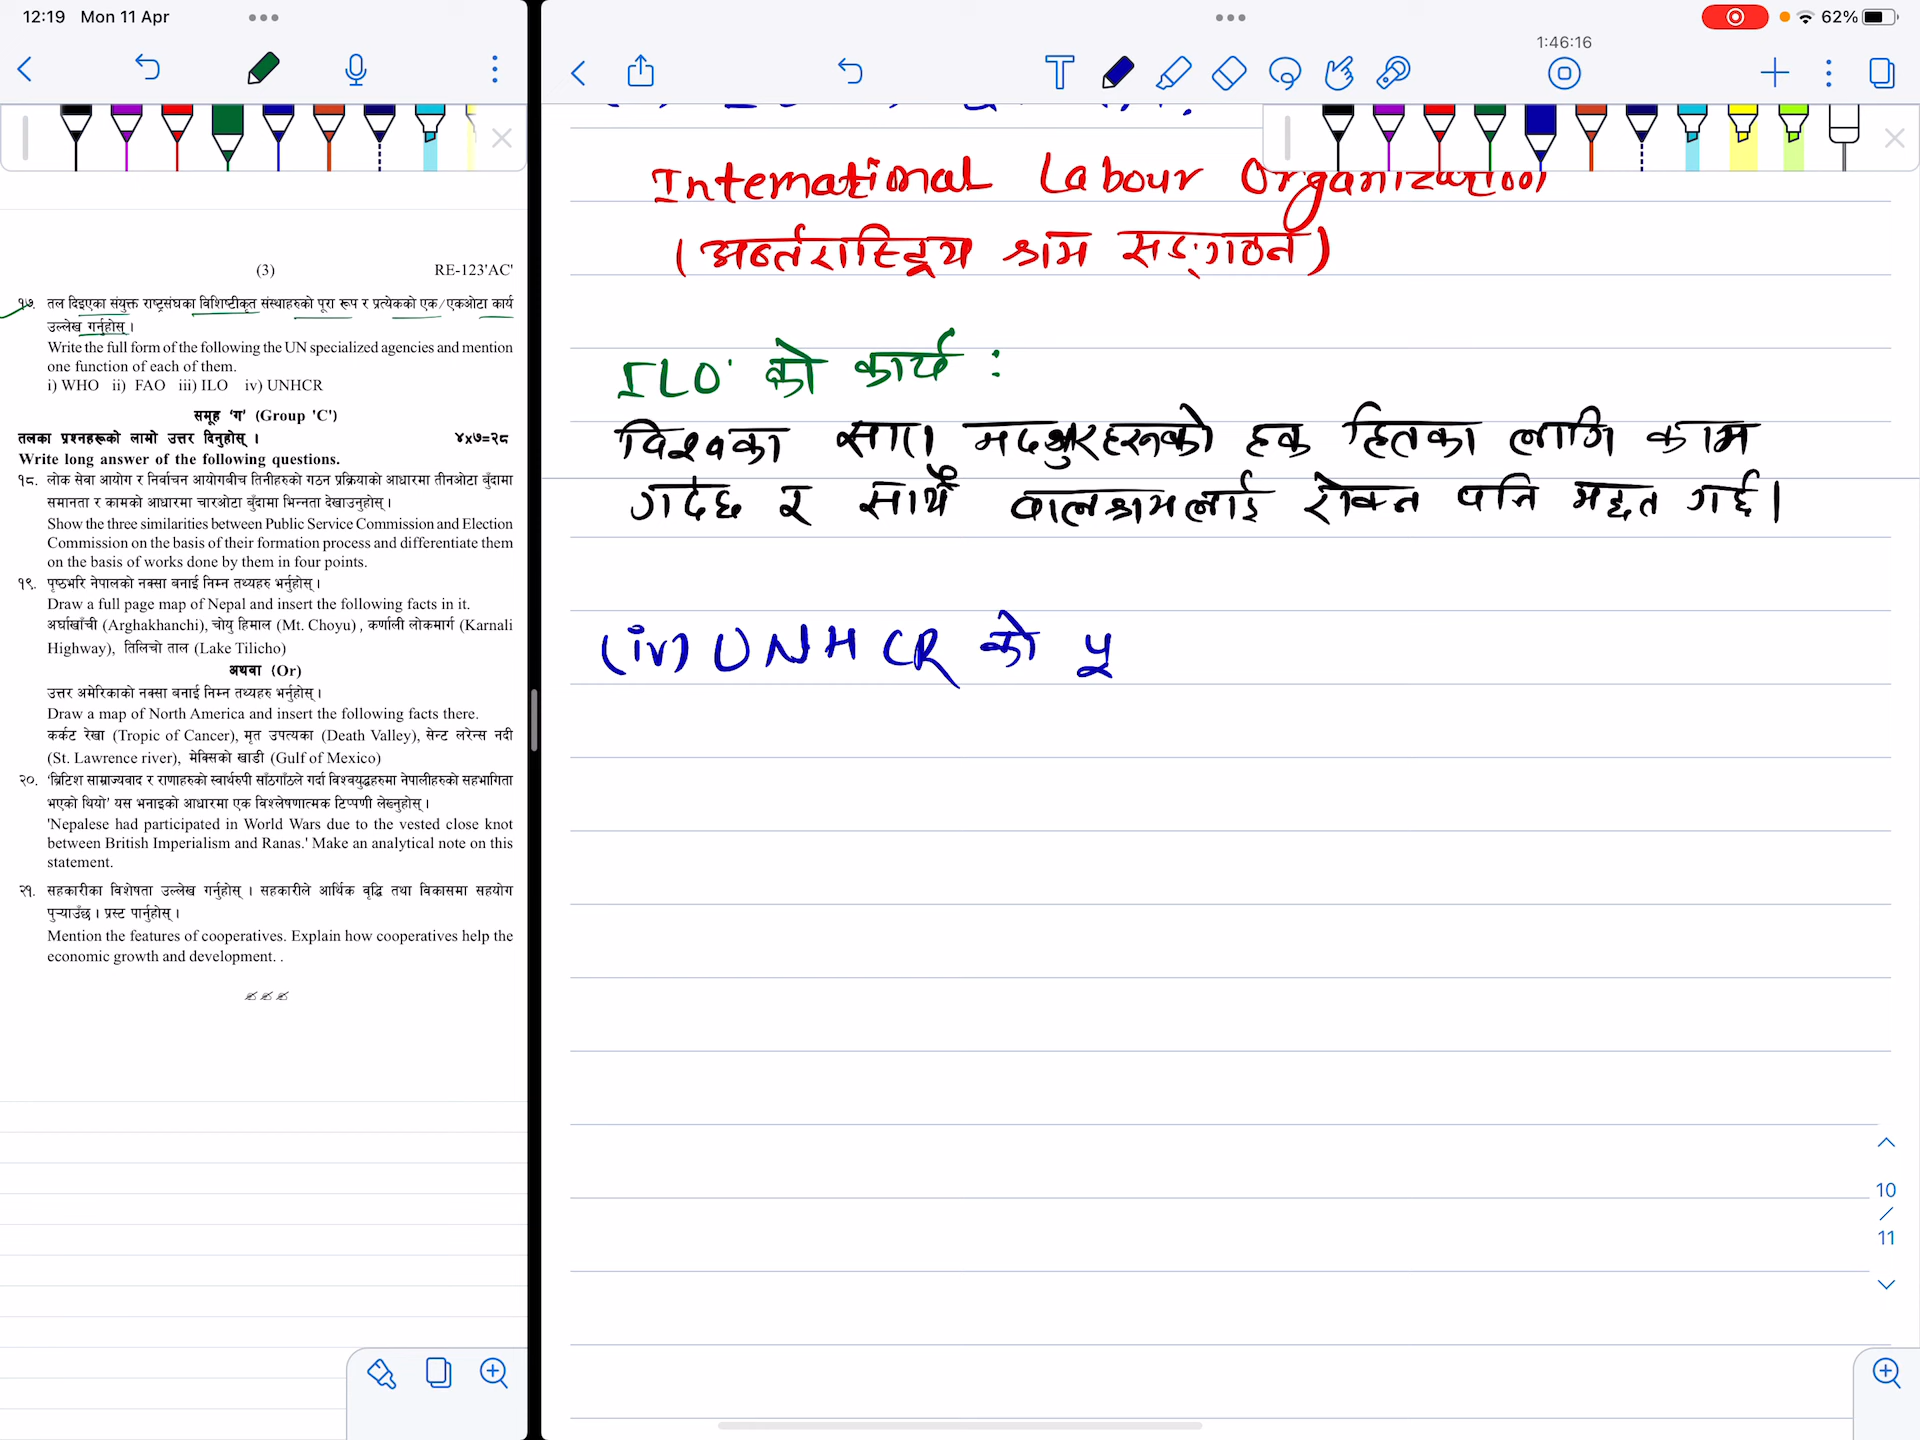 12:19 Mon 11 Apr
62%
1:46:16
(3) RE-123'AC'
१७. तल दिइएका संयुक्त राष्ट्रसंघका विशिष्टीकृत संस्थाहरुको पूरा रूप र प्रत्येकको एक/एकओटा कार्य
उल्लेख गर्नुहोस् ।
Write the full form of the following the UN specialized agencies and mention
one function of each of them.
i) WHO ii) FAO iii) ILO iv) UNHCR
समूह 'ग' (Group 'C')
तलका प्रश्नहरूको लामो उत्तर दिनुहोस् । ४x७=२८
Write long answer of the following questions.
१८. लोक सेवा आयोग र निर्वाचन आयोगबीच तिनीहरुको गठन प्रक्रियाको आधारमा तीनओटा बुँदामा
समानता र कामको आधारमा चारओटा बुँदामा भिन्नता देखाउनुहोस् ।
Show the three similarities between Public Service Commission and Election
Commission on the basis of their formation process and differentiate them
on the basis of works done by them in four points.
१९. पृष्ठभरि नेपालको नक्सा बनाई निम्न तथ्यहरु भर्नुहोस् ।
Draw a full page map of Nepal and insert the following facts in it.
अर्घाखाँची (Arghakhanchi), चोयु हिमाल (Mt. Choyu) , कर्णाली लोकमार्ग (Karnali
Highway), तिलिचो ताल (Lake Tilicho)
अथवा (Or)
उत्तर अमेरिकाको नक्सा बनाई निम्न तथ्यहरु भर्नुहोस् ।
Draw a map of North America and insert the following facts there.
कर्कट रेखा (Tropic of Cancer), मृत उपत्यका (Death Valley), सेन्ट लरेन्स नदी
(St. Lawrence river), मेक्सिको खाडी (Gulf of Mexico)
२०. 'ब्रिटिश साम्राज्यवाद र राणाहरुको स्वार्थरुपी साँठगाँठले गर्दा विश्वयुद्धहरुमा नेपालीहरुको सहभागिता
भएको थियो' यस भनाइको आधारमा एक विश्लेषणात्मक टिप्पणी लेख्नुहोस् ।
'Nepalese had participated in World Wars due to the vested close knot
between British Imperialism and Ranas.' Make an analytical note on this
statement.
२१. सहकारीका विशेषता उल्लेख गर्नुहोस् । सहकारीले आर्थिक वृद्धि तथा विकासमा सहयोग
पुऱ्याउँछ । प्रस्ट पार्नुहोस् ।
Mention the features of cooperatives. Explain how cooperatives help the
economic growth and development. .
International Labour Organization
(अर्न्तराष्ट्रिय श्रम सङ्गठन)
ILO को कार्य :
विश्वका सारा मदजुरहरुको हक हितका लागि काम
गर्दछ र साथै बालश्रमलाई रोक्न पनि मद्दत गर्छ ।
(iv) UNHCR को पू
10
/
11